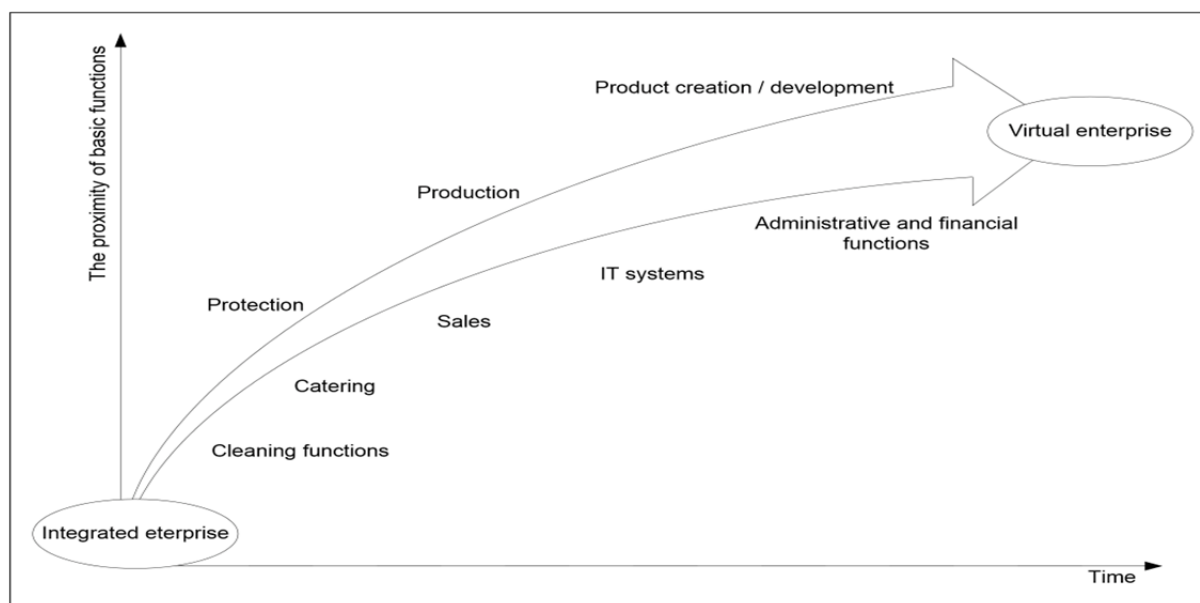 The proximity of basic functions
Product creation / development
Virtual enterprise
Production
Administrative and financial
functions
IT systems
Protection
Sales
Catering
Cleaning functions
Integrated eterprise
Time